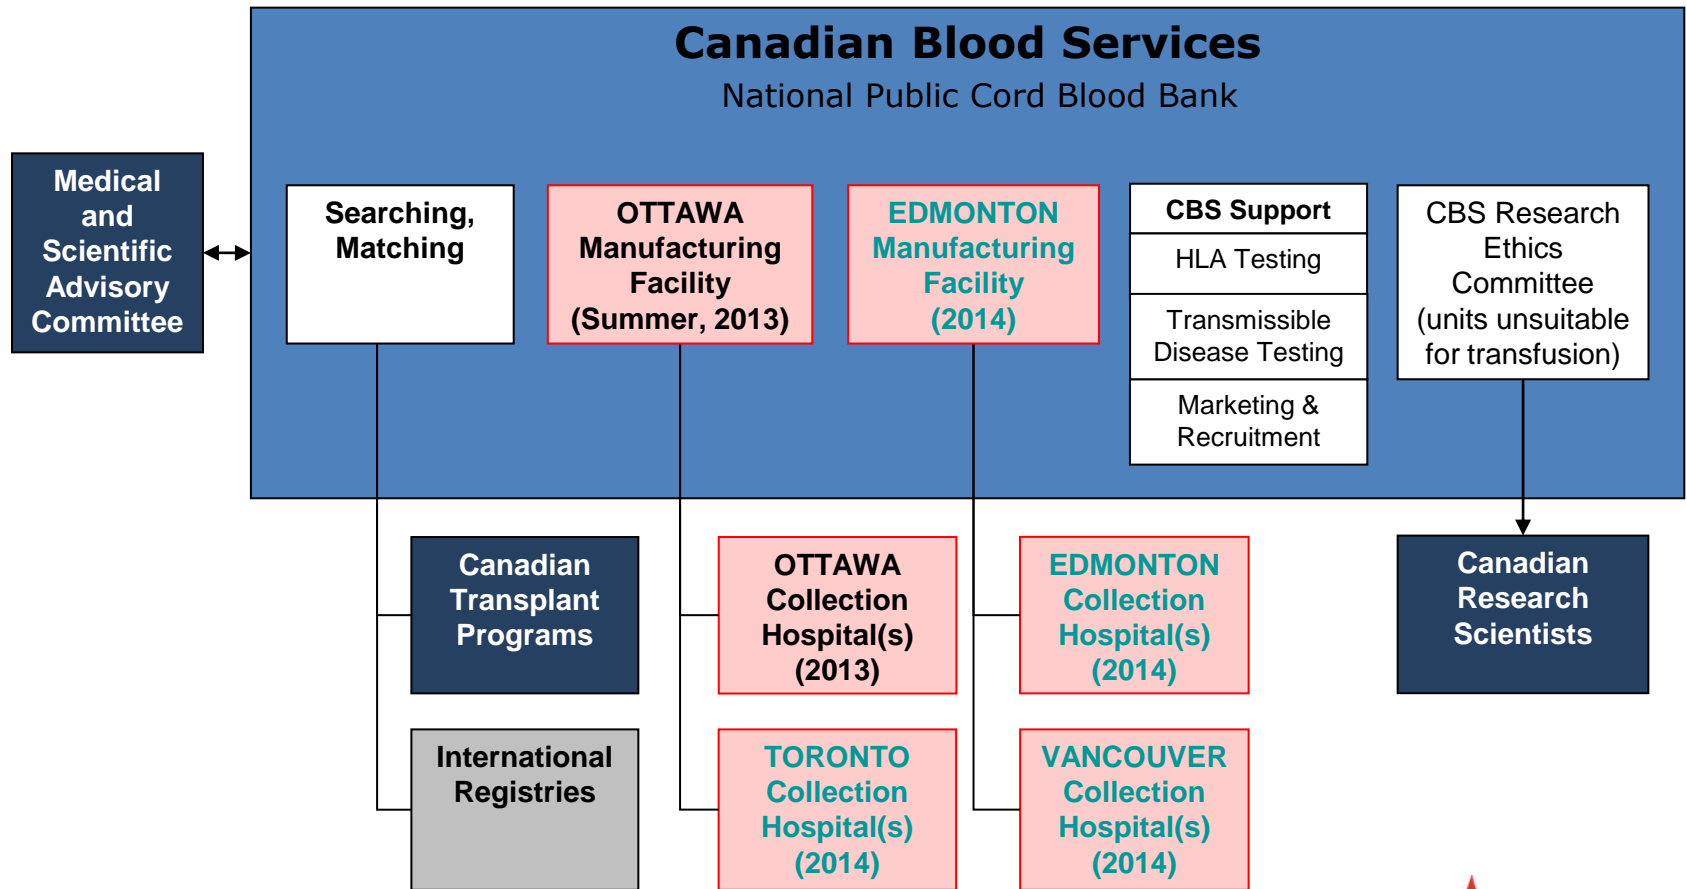 Canadian Blood Services
National Public Cord Blood Bank
Medical
and
Scientific
Advisory
Committee
Searching,
Matching
OTTAWA
Manufacturing
Facility
(Summer, 2013)
EDMONTON
Manufacturing
Facility
(2014)
CBS Support
HLA Testing
Transmissible
Disease Testing
Marketing &
Recruitment
CBS Research
Ethics
Committee
(units unsuitable
for transfusion)
Canadian
Transplant
Programs
OTTAWA
Collection
Hospital(s)
(2013)
EDMONTON
Collection
Hospital(s)
(2014)
Canadian
Research
Scientists
International
Registries
TORONTO
Collection
Hospital(s)
(2014)
VANCOUVER
Collection
Hospital(s)
(2014)